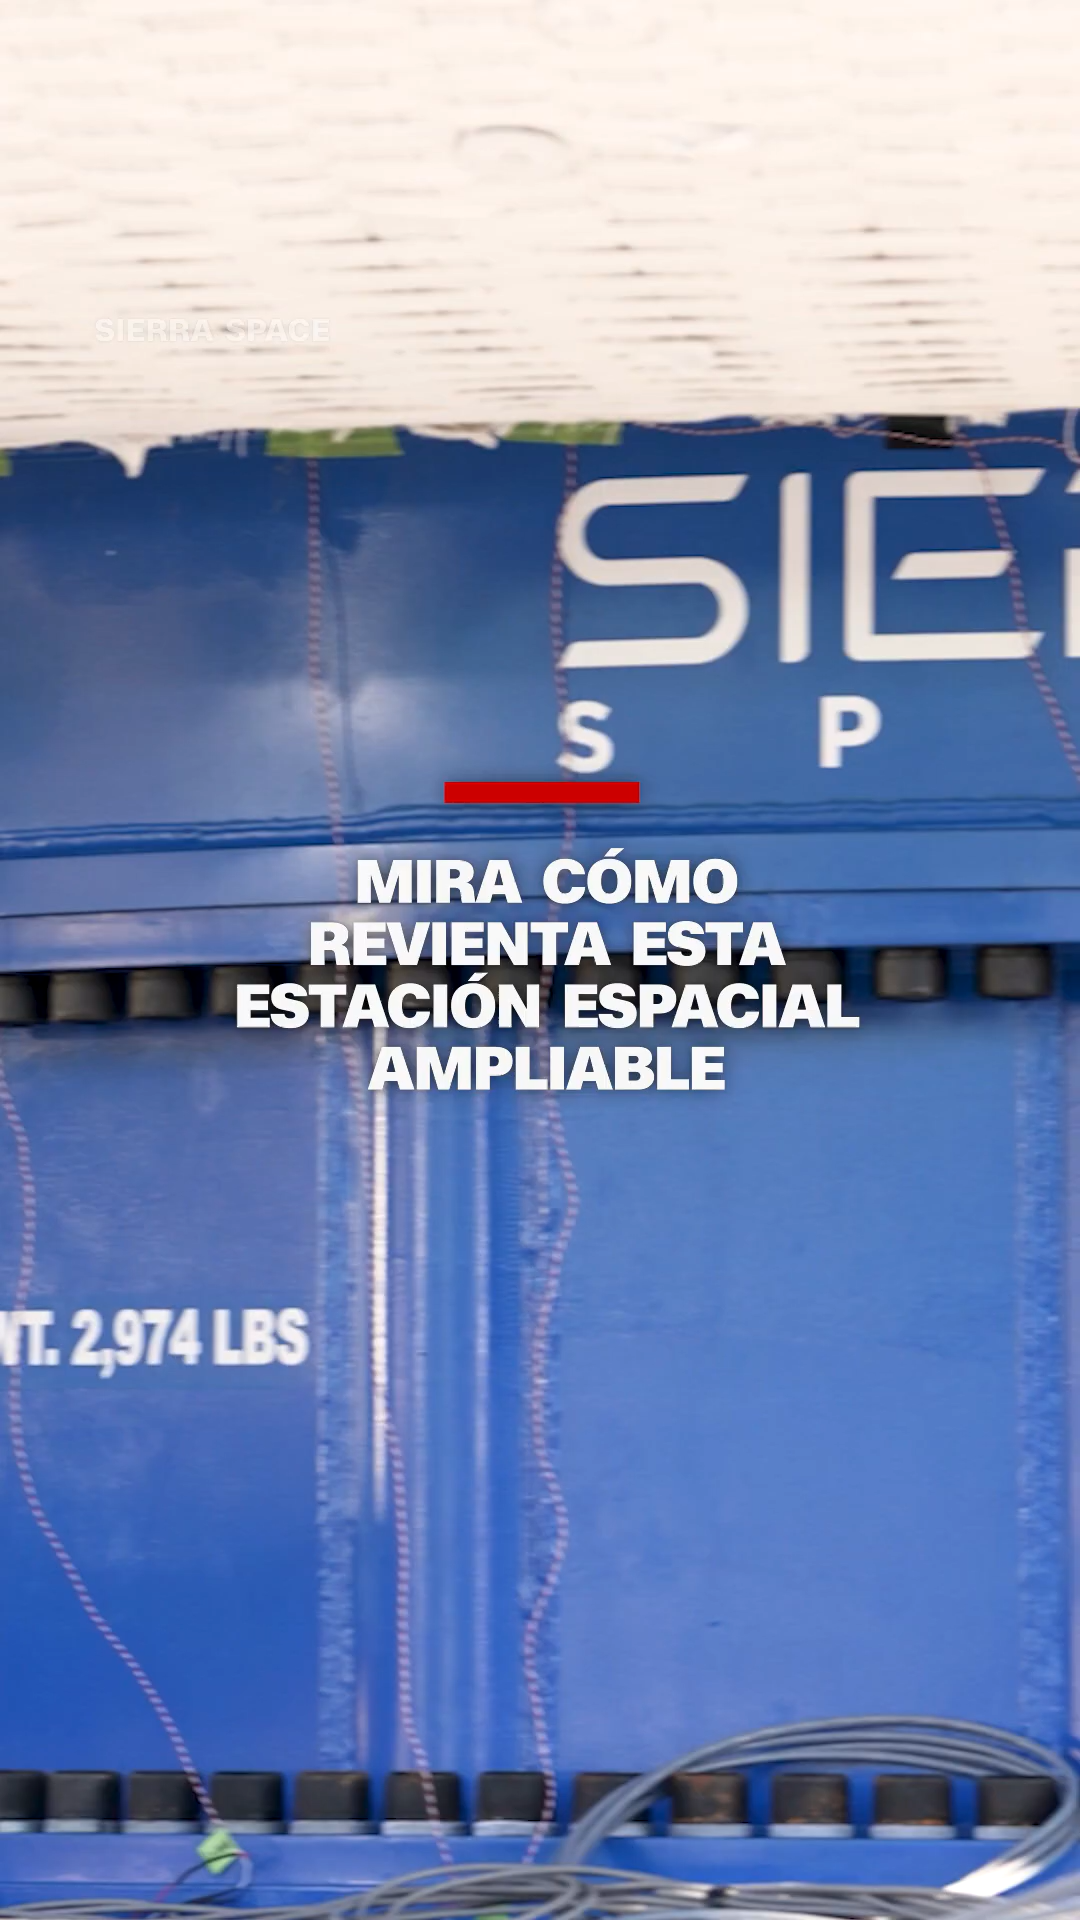 SIERRA SPACE
SIE
S P
MIRA CÓMO
REVIENTA ESTA
ESTACIÓN ESPACIAL
AMPLIABLE
WT. 2,974 LBS